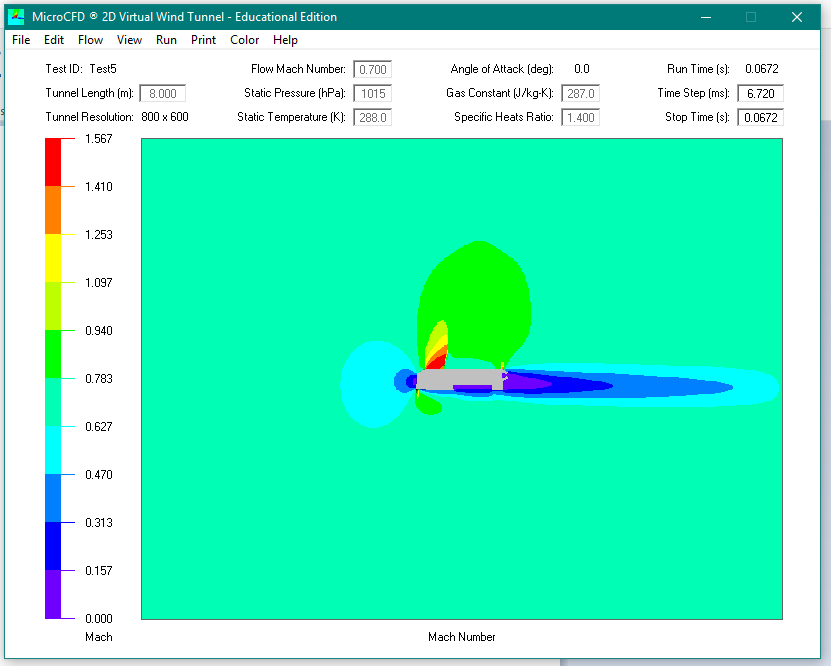 MicroCFD ® 2D Virtual Wind Tunnel - Educational Edition
File Edit Flow View Run Print Color Help
Test ID: Test5 Flow Mach Number: 0.700 Angle of Attack (deg): 0.0 Run Time (s): 0.0672
Tunnel Length (m): 8.000 Static Pressure (hPa): 1015 Gas Constant (J/kg-K): 287.0 Time Step (ms): 6.720
Tunnel Resolution: 800 x 600 Static Temperature (K): 288.0 Specific Heats Ratio: 1.400 Stop Time (s): 0.0672
1.567
1.410
1.253
1.097
0.940
0.783
0.627
0.470
0.313
0.157
0.000
Mach Mach Number